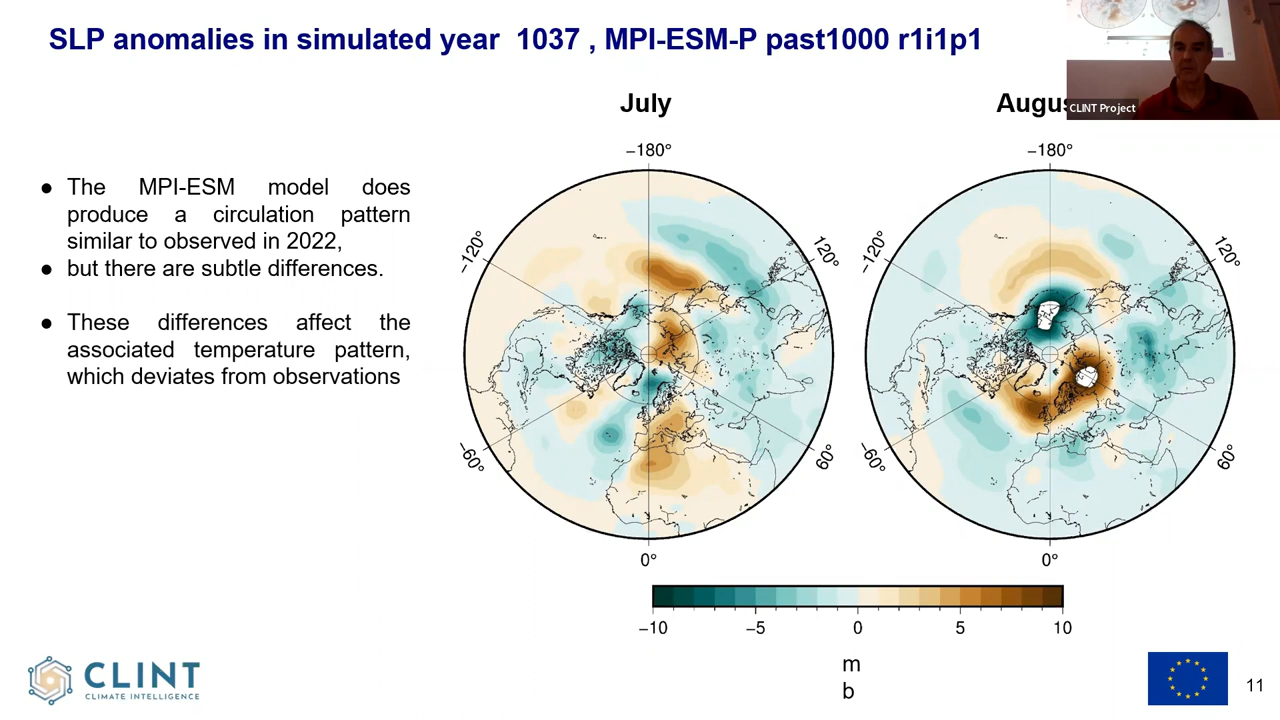 SLP anomalies in simulated year 1037 , MPI-ESM-P past1000 r1i1p1
CLINT Project
July
Augus
● The MPI-ESM model does
produce a circulation pattern
similar to observed in 2022,
● but there are subtle differences.
● These differences affect the
associated temperature pattern,
which deviates from observations
−180°
−120°
120°
−60°
60°
0°
−180°
−120°
120°
−60°
60°
0°
−10 −5 0 5 10
m
b
CLINT
CLIMATE INTELLIGENCE
11